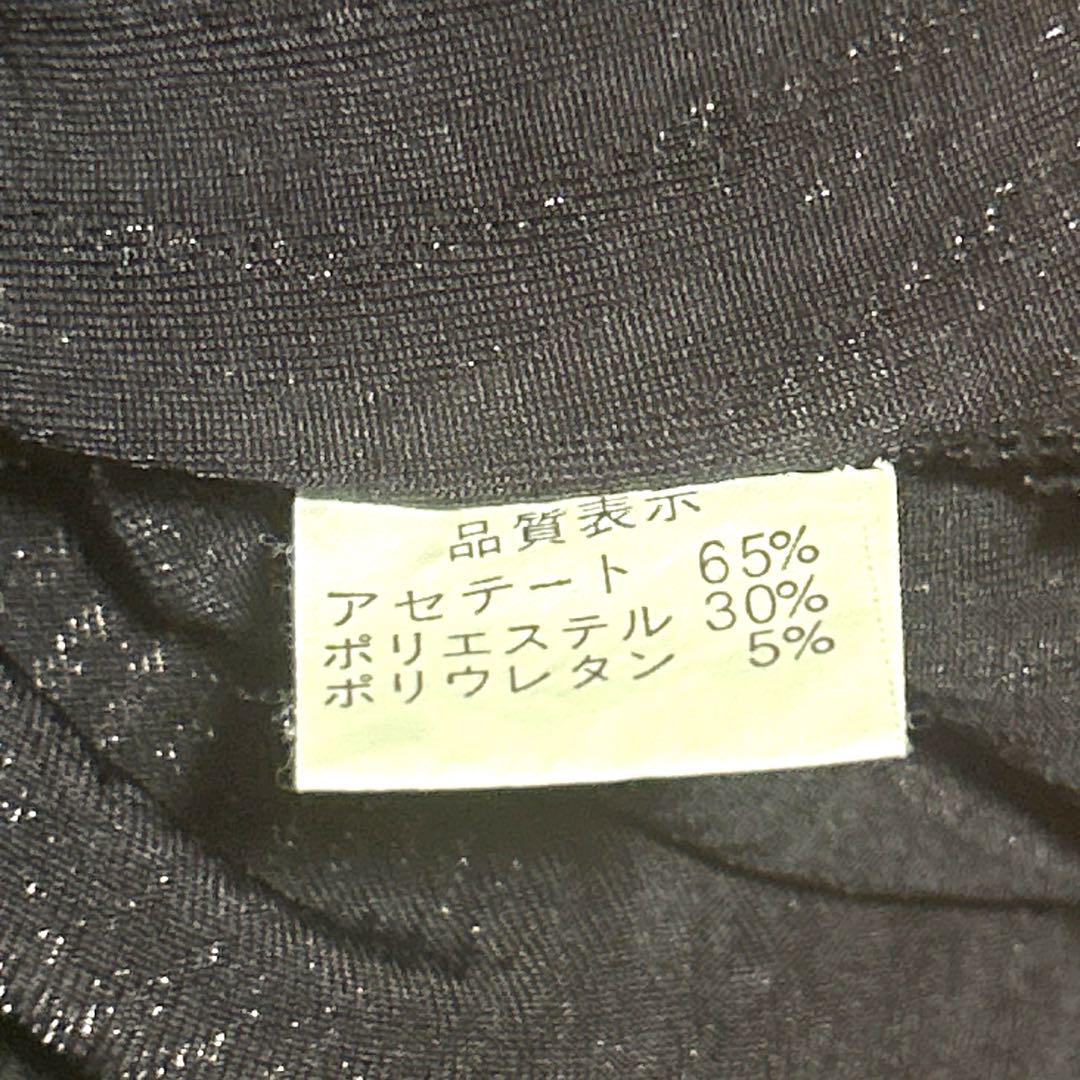 品質表示
アセテート 65%
ポリエステル 30%
ポリウレタン 5%